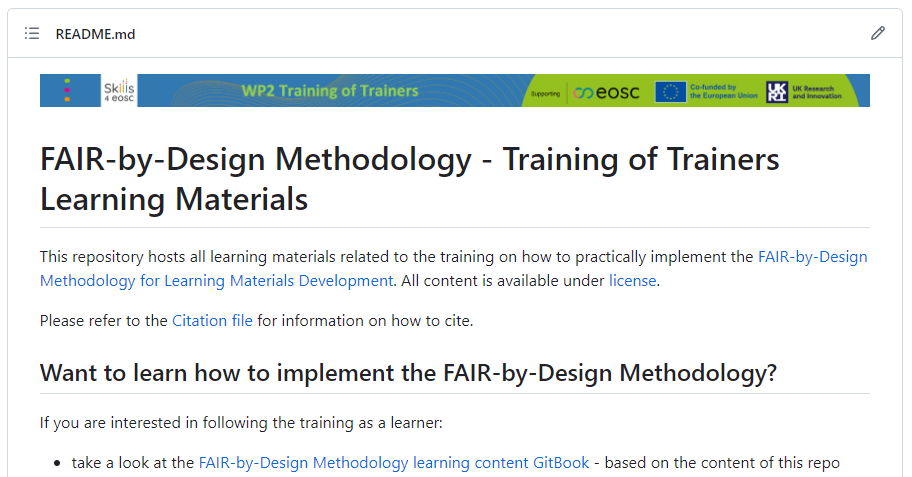 README.md
Skills
4 eosc
WP2 Training of Trainers
Supporting
eosc
Co-funded by
the European Union
UK
RI
UK Research
and Innovation
FAIR-by-Design Methodology - Training of Trainers
Learning Materials
This repository hosts all learning materials related to the training on how to practically implement the FAIR-by-Design
Methodology for Learning Materials Development. All content is available under license.
Please refer to the Citation file for information on how to cite.
Want to learn how to implement the FAIR-by-Design Methodology?
If you are interested in following the training as a learner:
• take a look at the FAIR-by-Design Methodology learning content GitBook - based on the content of this repo